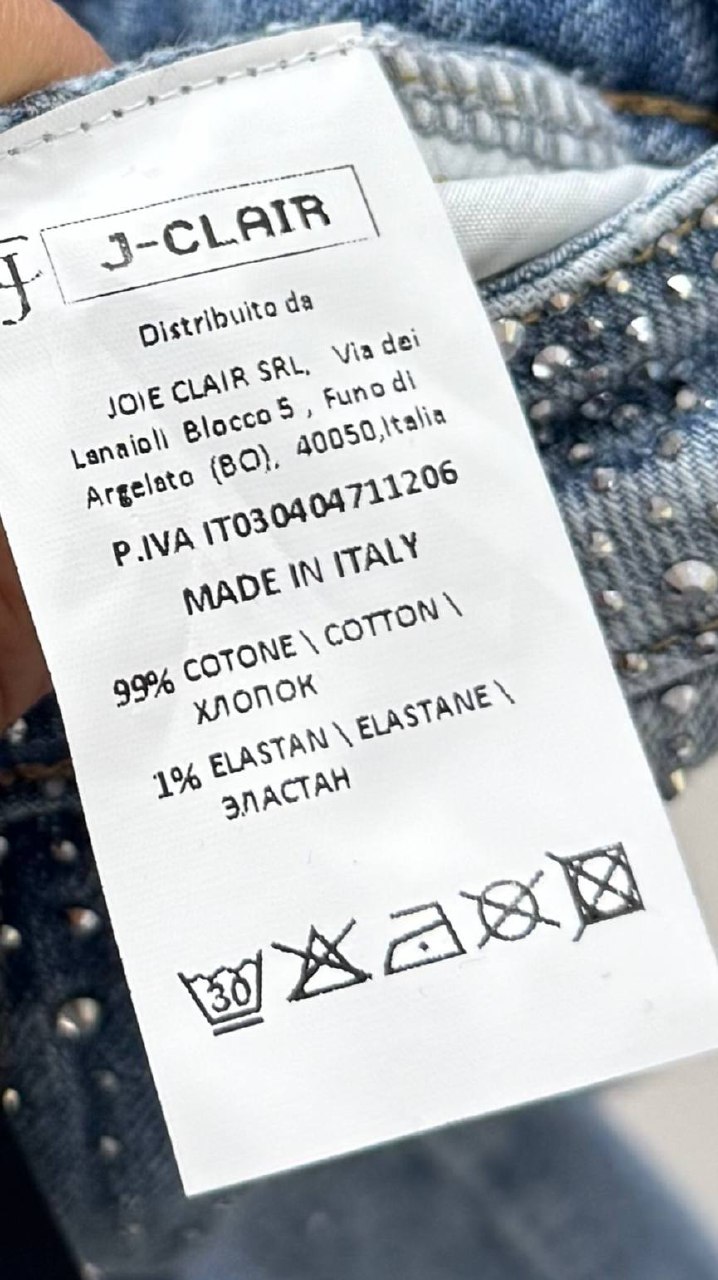 J-CLAIR
Distribuito da
JOIE CLAIR SRL, Via dei
Lanaioli Blocco 5 , Funo di
Argelato (BO), 40050,Italia
P.IVA IT030404711206
MADE IN ITALY
99% COTONE \ COTTON \
ХЛОПОК
1% ELASTAN \ ELASTANE \
ЭЛАСТАН
30